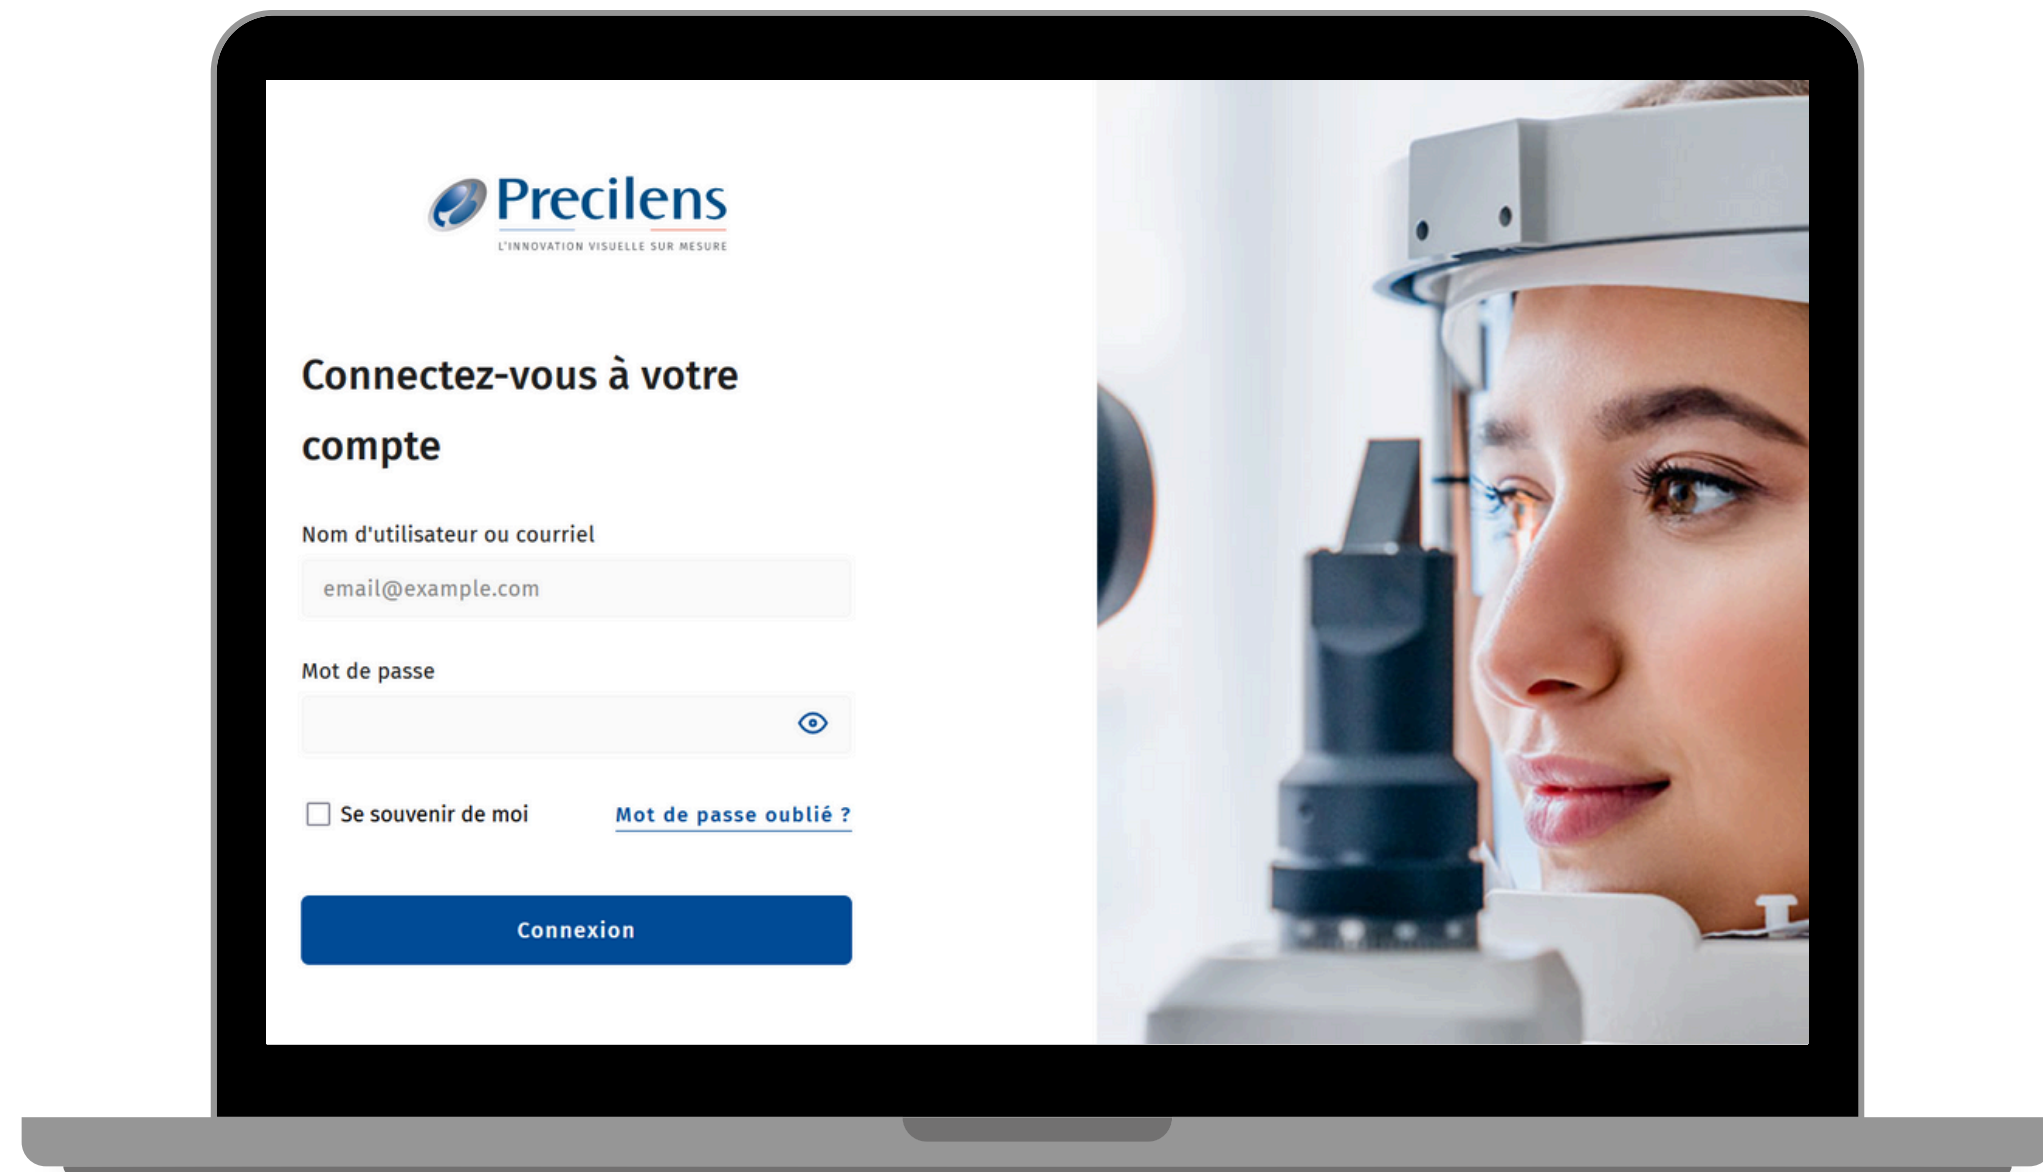 Precilens
L'INNOVATION VISUELLE SUR MESURE
Connectez-vous à votre
compte
Nom d'utilisateur ou courriel
email@example.com
Mot de passe
Se souvenir de moi
Mot de passe oublié ?
Connexion